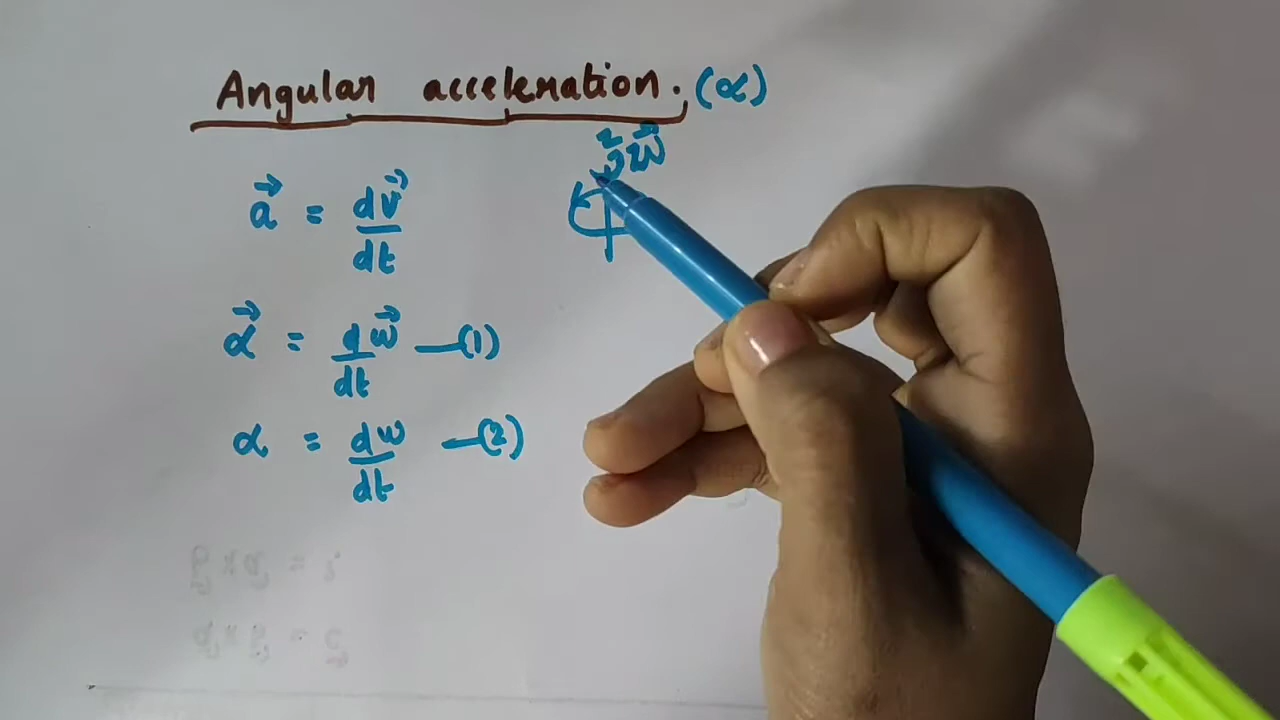 Angular acceleration. (α)
ω⃗
a⃗ = dv⃗/dt
α⃗ = dω⃗/dt —(1)
α = dω/dt —(2)